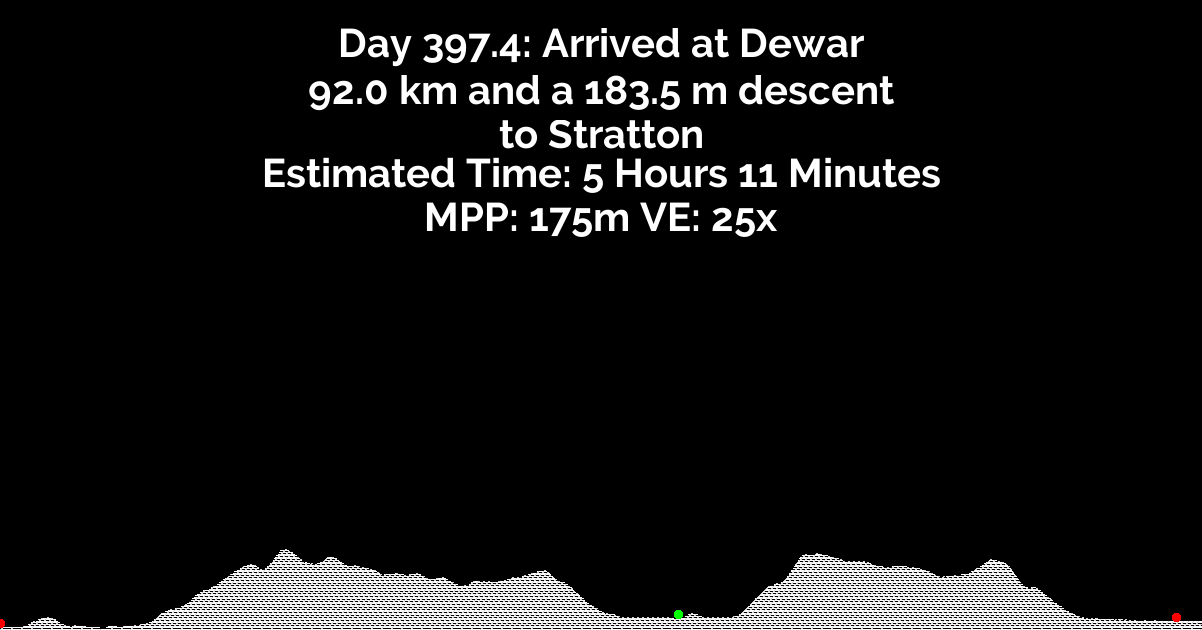 Day 397.4: Arrived at Dewar
92.0 km and a 183.5 m descent
to Stratton
Estimated Time: 5 Hours 11 Minutes
MPP: 175m VE: 25x